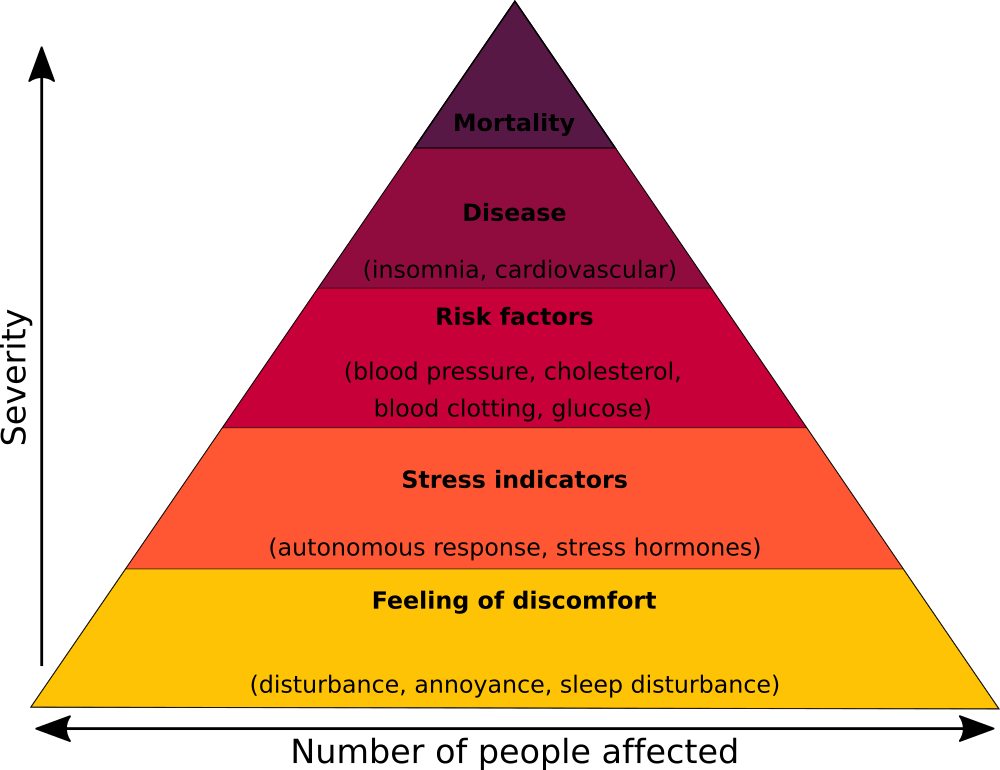 Mortality
Disease
(insomnia, cardiovascular)
Risk factors
(blood pressure, cholesterol,
blood clotting, glucose)
Stress indicators
(autonomous response, stress hormones)
Feeling of discomfort
(disturbance, annoyance, sleep disturbance)
Severity
Number of people affected